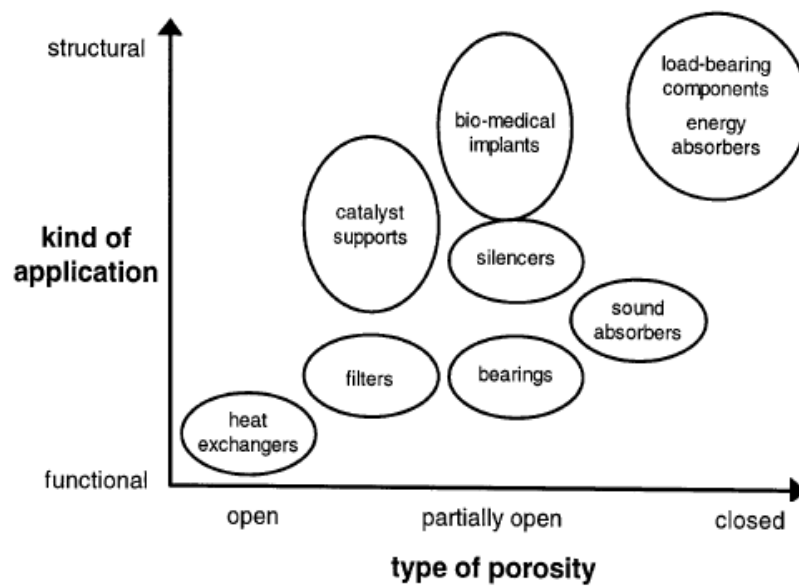 structural
load-bearing
components
energy
absorbers
bio-medical
implants
catalyst
supports
kind of
application
silencers
sound
absorbers
filters
bearings
heat
exchangers
functional
open
partially open
closed
type of porosity